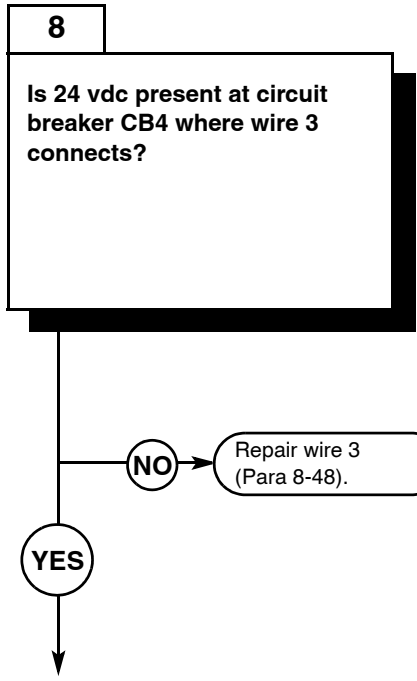 8
Is 24 vdc present at circuit
breaker CB4 where wire 3
connects?
NO
Repair wire 3
(Para 8-48).
YES